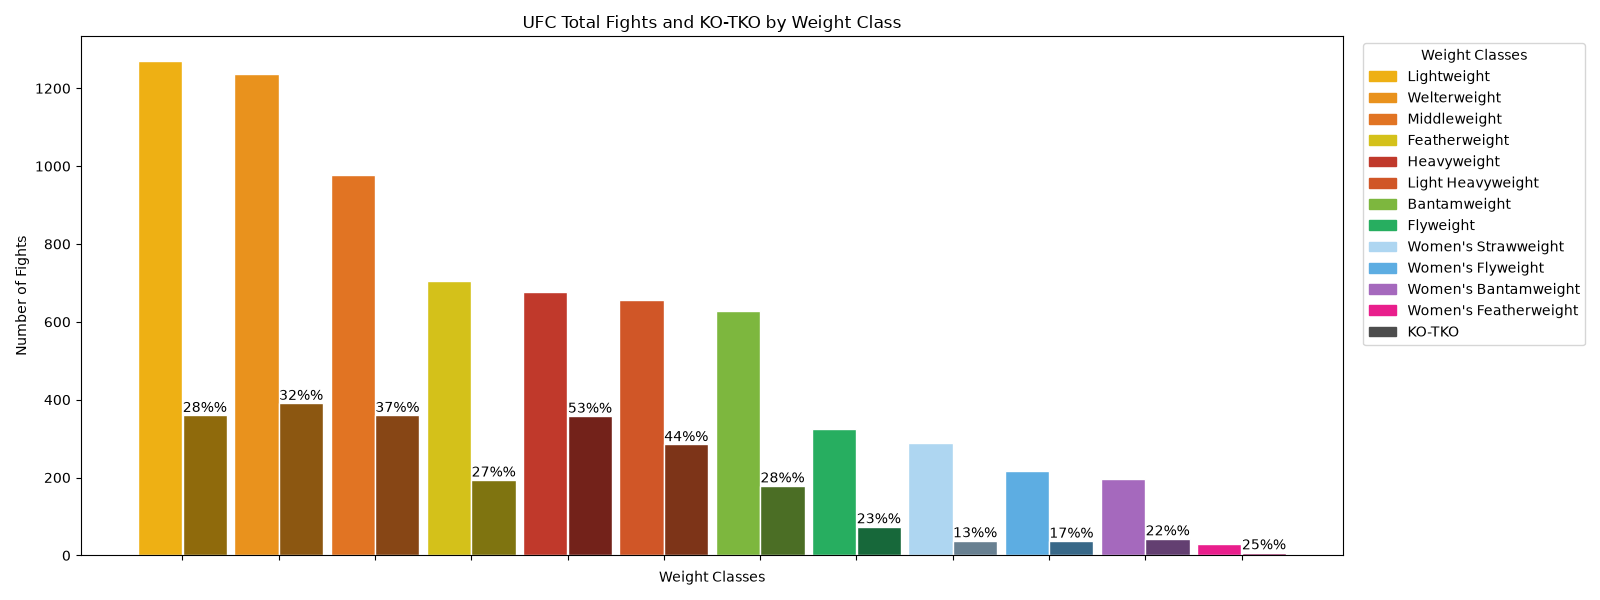 UFC Total Fights and KO-TKO by Weight Class
Number of Fights
1200
1000
800
600
400
200
0
28%%
32%%
37%%
27%%
53%%
44%%
28%%
23%%
13%%
17%%
22%%
25%%
Weight Classes
Weight Classes
Lightweight
Welterweight
Middleweight
Featherweight
Heavyweight
Light Heavyweight
Bantamweight
Flyweight
Women's Strawweight
Women's Flyweight
Women's Bantamweight
Women's Featherweight
KO-TKO